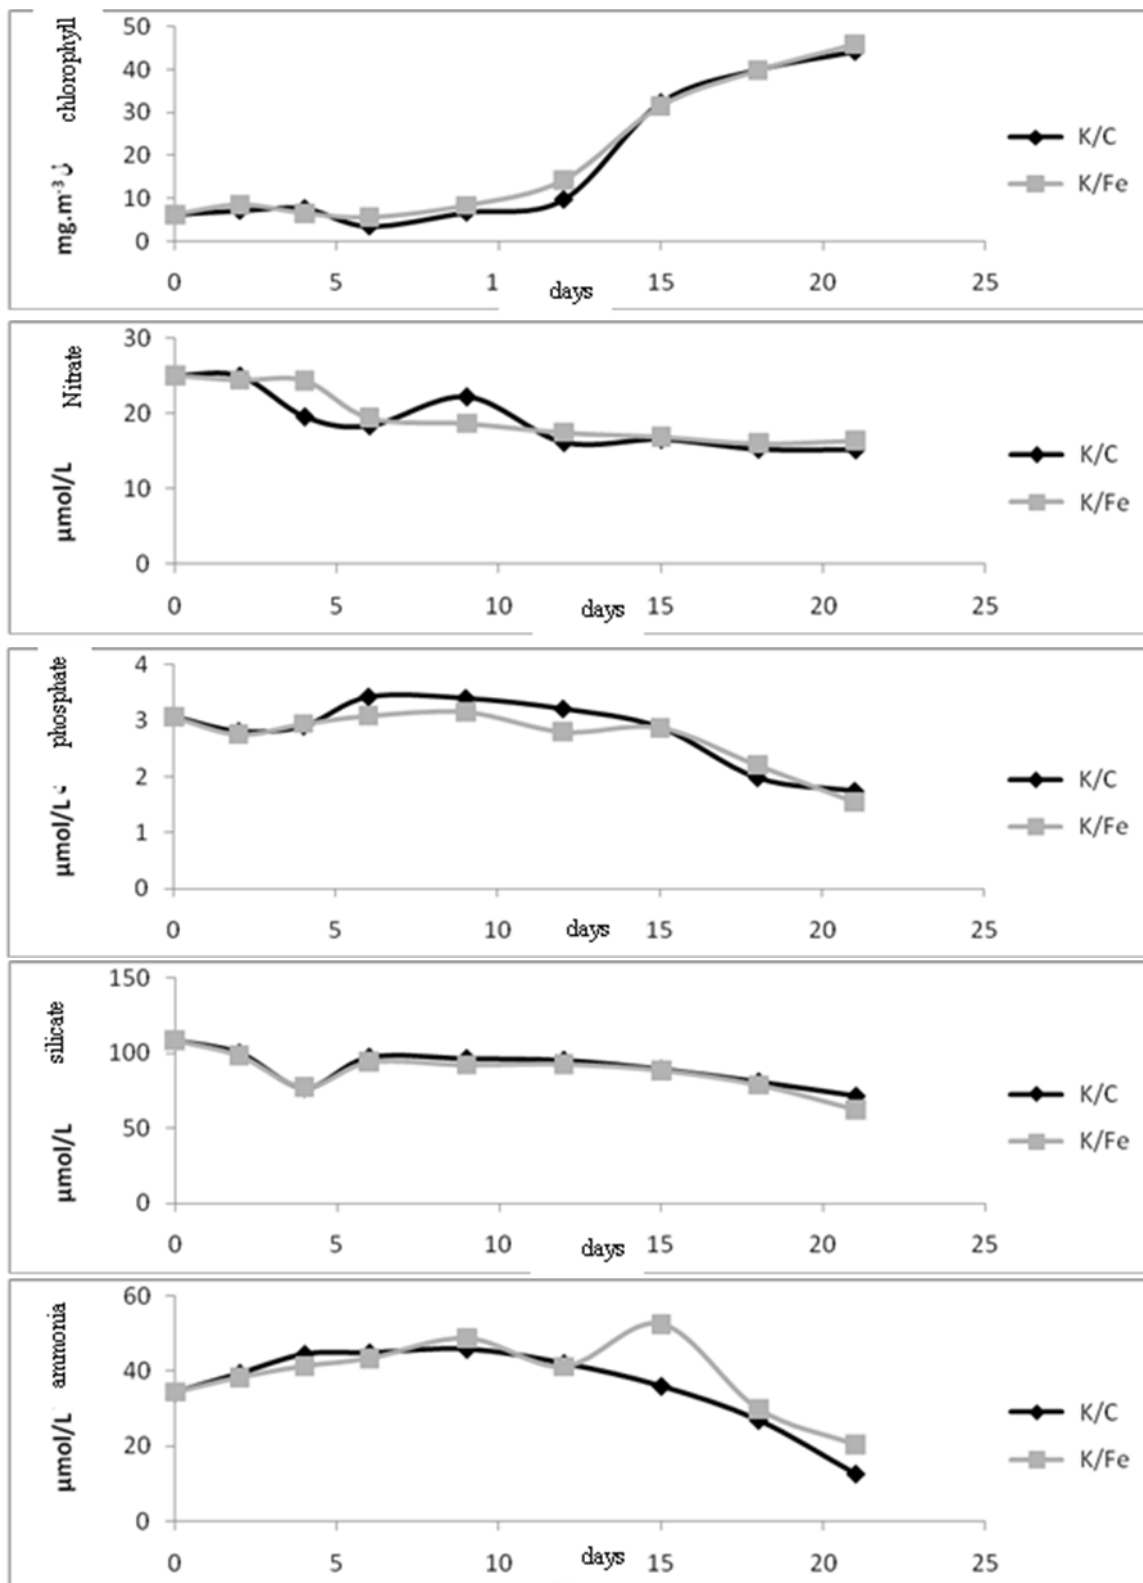 chlorophyll
mg.m⁻³
50
40
30
20
10
0
0 5 1 15 20 25
days
K/C
K/Fe
Nitrate
µmol/L
30
20
10
0
0 5 10 15 20 25
days
K/C
K/Fe
phosphate
µmol/L
4
3
2
1
0
0 5 10 15 20 25
days
K/C
K/Fe
silicate
µmol/L
150
100
50
0
0 5 10 15 20 25
days
K/C
K/Fe
ammonia
µmol/L
60
40
20
0
0 5 10 15 20 25
days
K/C
K/Fe